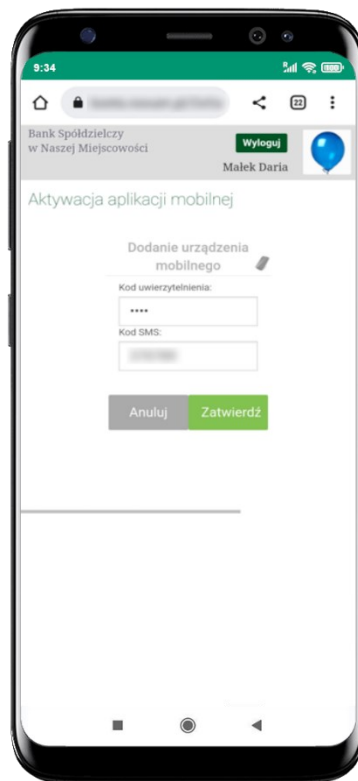 9:34
22
Bank Spółdzielczy
w Naszej Miejscowości
Wyloguj
Małek Daria
Aktywacja aplikacji mobilnej
Dodanie urządzenia
mobilnego
Kod uwierzytelnienia:
••••
Kod SMS:
Anuluj Zatwierdź